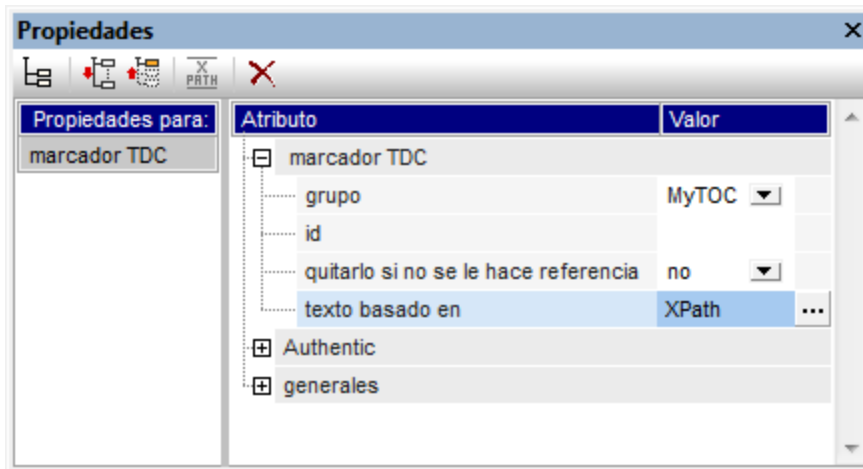 Propiedades
X PATH
Propiedades para: Atributo Valor
marcador TDC marcador TDC
grupo MyTOC
id
quitarlo si no se le hace referencia no
texto basado en XPath ...
Authentic
generales